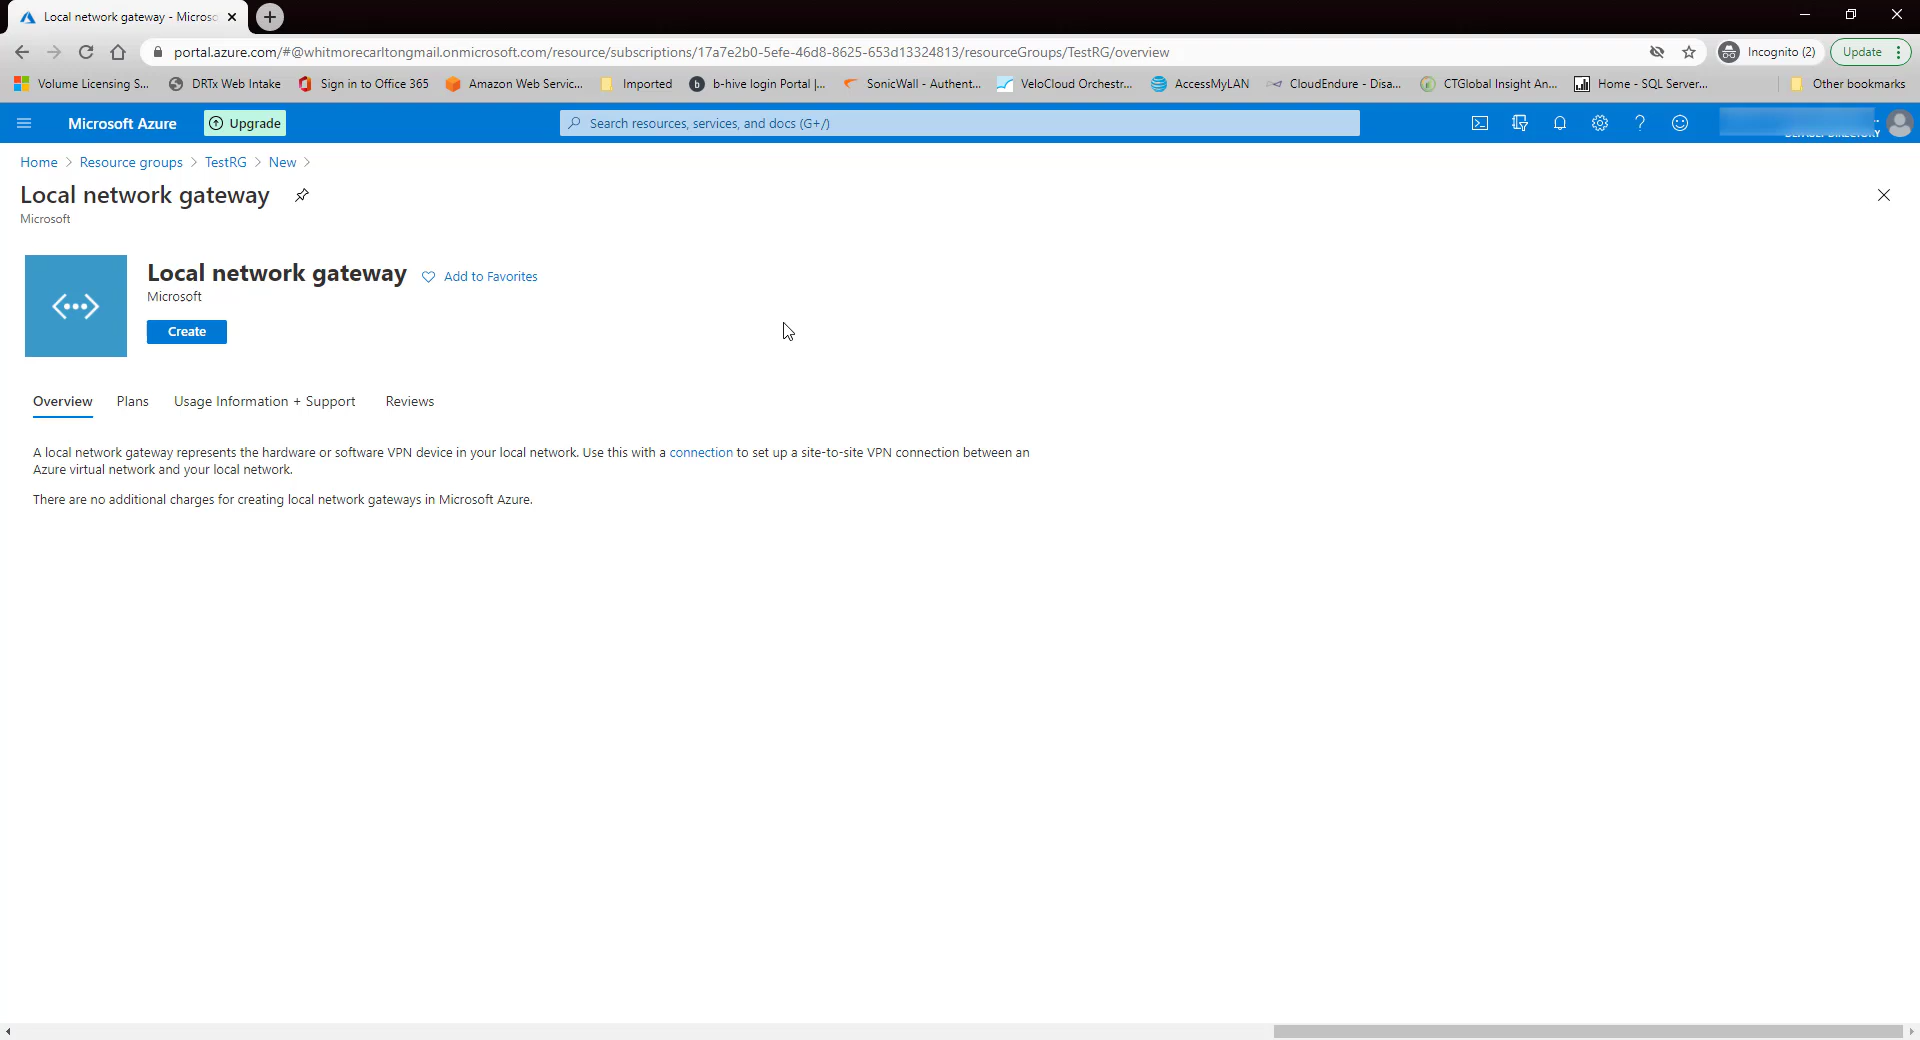 Local network gateway - Microsc
portal.azure.com/#@whitmorecarltongmail.onmicrosoft.com/resource/subscriptions/17a7e2b0-5efe-46d8-8625-653d13324813/resourceGroups/TestRG/overview
Incognito (2)
Update
Volume Licensing S...
DRTx Web Intake
Sign in to Office 365
Amazon Web Servic...
Imported
b-hive login Portal |...
SonicWall - Authent...
VeloCloud Orchestr...
AccessMyLAN
CloudEndure - Disa...
CTGlobal Insight An...
Home - SQL Server...
Other bookmarks
Microsoft Azure
Upgrade
Search resources, services, and docs (G+/)
Home > Resource groups > TestRG > New >
Local network gateway
Microsoft
Local network gateway
Add to Favorites
Microsoft
Create
Overview
Plans
Usage Information + Support
Reviews
A local network gateway represents the hardware or software VPN device in your local network. Use this with a connection to set up a site-to-site VPN connection between an
Azure virtual network and your local network.
There are no additional charges for creating local network gateways in Microsoft Azure.